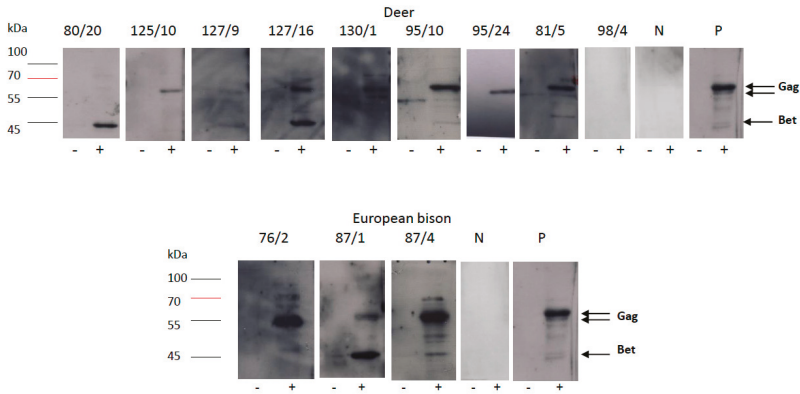 Deer
80/20 125/10 127/9 127/16 130/1 95/10 95/24 81/5 98/4 N P
kDa
100
70
55
45
Gag
Bet
- + - + - + - + - + - + - + - + - + - + - +
European bison
76/2 87/1 87/4 N P
kDa
100
70
55
45
Gag
Bet
- + - + - + - + - +